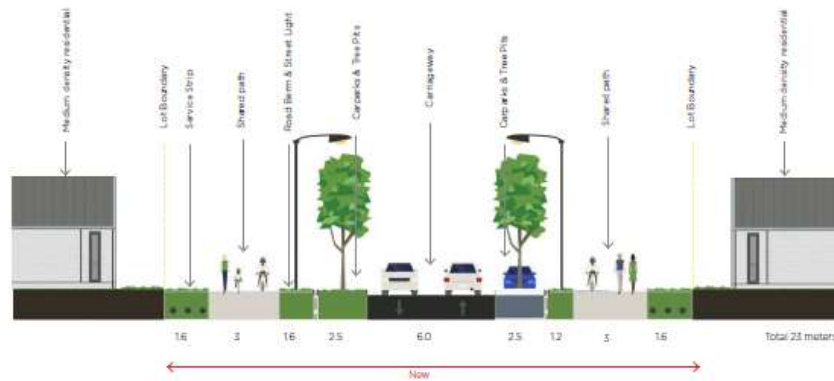 Medium density residential
Lot Boundary
Service Strip
Shared path
Road Berm & Street Light
Carparks & Tree Pits
Carriageway
Carparks & Tree Pits
Shared path
Lot Boundary
Medium density residential
1.6
3
1.6
2.5
6.0
2.5
1.2
3
1.6
Total 23 meters
New